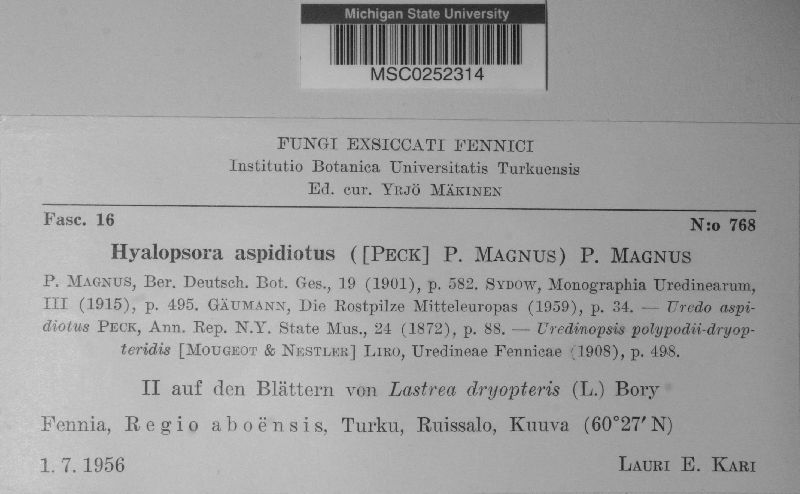 Michigan State University
MSC0252314
FUNGI EXSICCATI FENNICI
Institutio Botanica Universitatis Turkuensis
Ed. cur. YRJÖ MÄKINEN
Fasc. 16 N:o 768
Hyalopsora aspidiotus ([PECK] P. MAGNUS) P. MAGNUS
P. MAGNUS, Ber. Deutsch. Bot. Ges., 19 (1901), p. 582. SYDOW, Monographia Uredinearum,
III (1915), p. 495. GÄUMANN, Die Rostpilze Mitteleuropas (1959), p. 34. — Uredo aspi-
diotus PECK, Ann. Rep. N.Y. State Mus., 24 (1872), p. 88. — Uredinopsis polypodii-dryop-
teridis [MOUGEOT & NESTLER] LIRO, Uredineae Fennicae (1908), p. 498.
II auf den Blättern von Lastrea dryopteris (L.) Bory
Fennia, Regio aboënsis, Turku, Ruissalo, Kuuva (60°27′ N)
1. 7. 1956 LAURI E. KARI